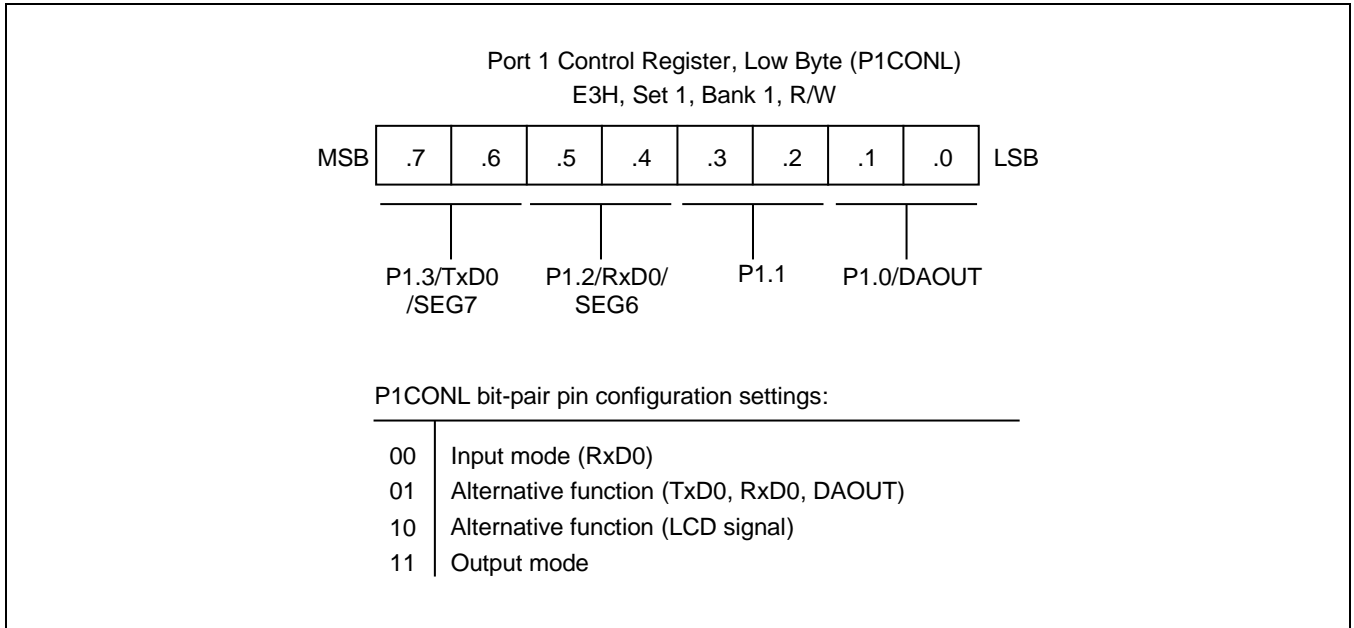 Port 1 Control Register, Low Byte (P1CONL)
E3H, Set 1, Bank 1, R/W
MSB .7 .6 .5 .4 .3 .2 .1 .0 LSB
P1.3/TxD0 P1.2/RxD0/ P1.1 P1.0/DAOUT
/SEG7 SEG6
P1CONL bit-pair pin configuration settings:
00 Input mode (RxD0)
01 Alternative function (TxD0, RxD0, DAOUT)
10 Alternative function (LCD signal)
11 Output mode